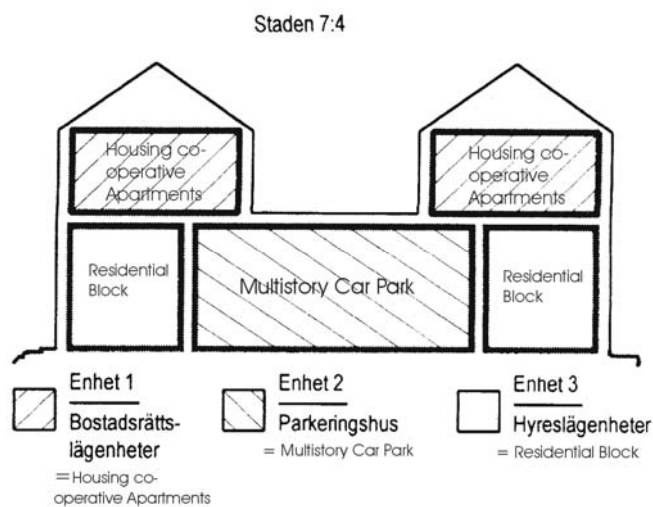 Staden 7:4
Housing co-
operative
Apartments
Housing co-
operative
Apartments
Residential
Block
Multistory Car Park
Residential
Block
Enhet 1
Bostadsrätts-
lägenheter
= Housing co-
operative Apartments
Enhet 2
Parkeringshus
= Multistory Car Park
Enhet 3
Hyreslägenheter
= Residential Block